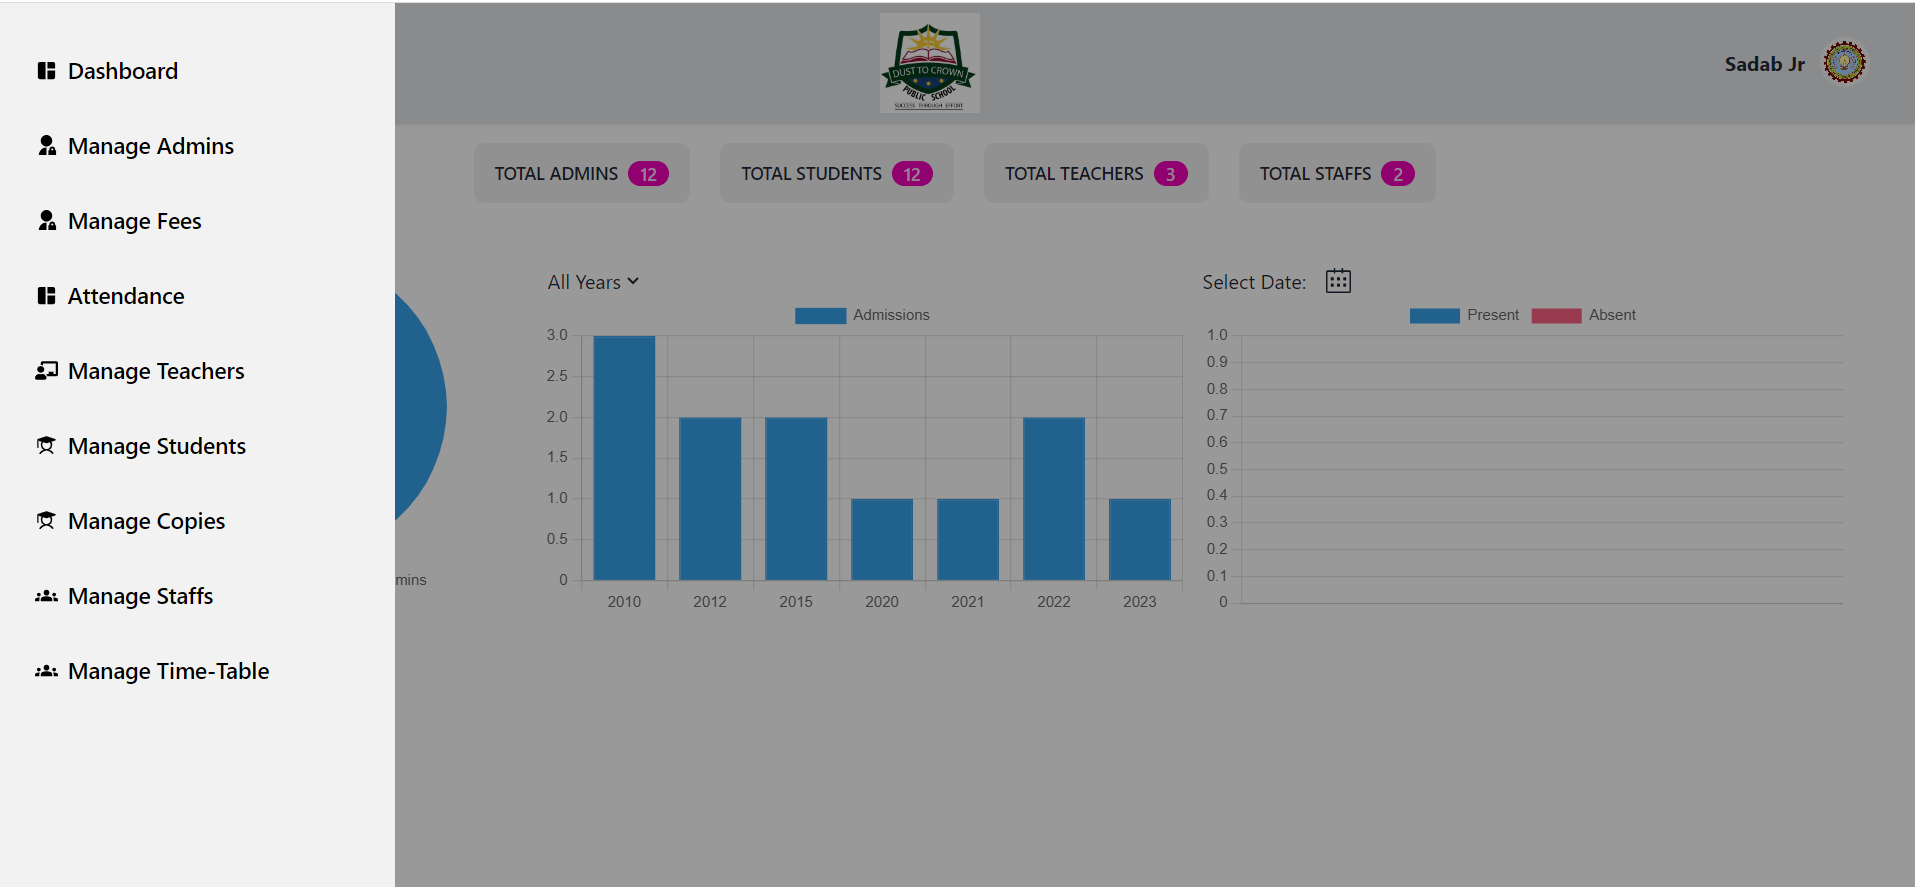 Dashboard
Manage Admins
Manage Fees
Attendance
Manage Teachers
Manage Students
Manage Copies
Manage Staffs
Manage Time-Table
DUST TO CROWN
PUBLIC SCHOOL
SUCCESS THROUGH EFFORT
Sadab Jr
TOTAL ADMINS 12
TOTAL STUDENTS 12
TOTAL TEACHERS 3
TOTAL STAFFS 2
mins
All Years
Admissions
3.0
2.5
2.0
1.5
1.0
0.5
0
2010 2012 2015 2020 2021 2022 2023
Select Date:
Present Absent
1.0
0.9
0.8
0.7
0.6
0.5
0.4
0.3
0.2
0.1
0